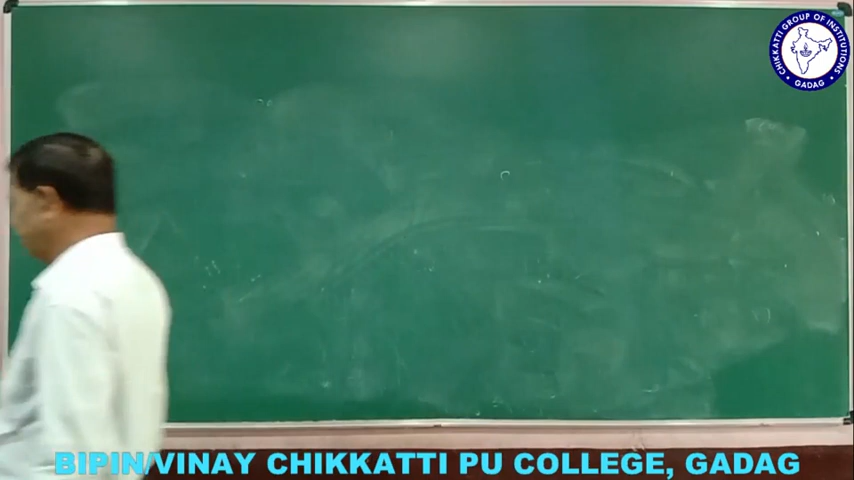 CHIKKATTI GROUP OF INSTITUTIONS
• GADAG •
BIPIN/VINAY CHIKKATTI PU COLLEGE, GADAG